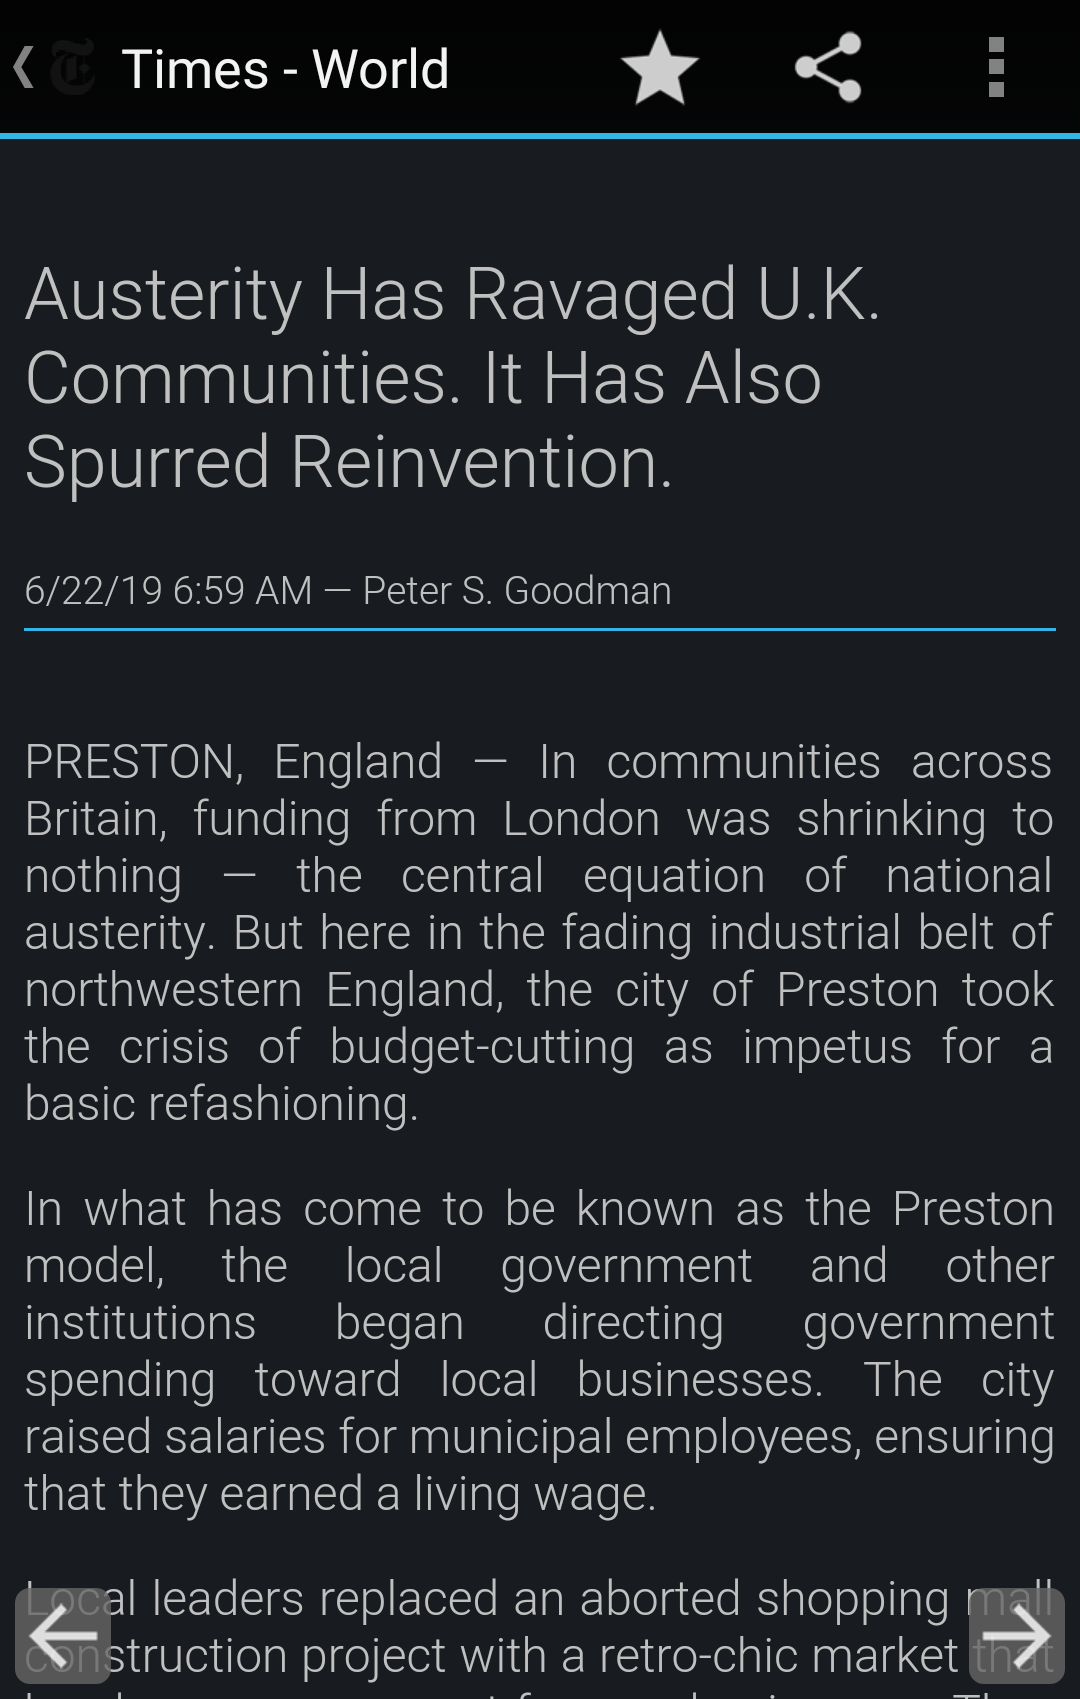 Times - World
Austerity Has Ravaged U.K.
Communities. It Has Also
Spurred Reinvention.
6/22/19 6:59 AM — Peter S. Goodman
PRESTON, England — In communities across
Britain, funding from London was shrinking to
nothing — the central equation of national
austerity. But here in the fading industrial belt of
northwestern England, the city of Preston took
the crisis of budget-cutting as impetus for a
basic refashioning.
In what has come to be known as the Preston
model, the local government and other
institutions began directing government
spending toward local businesses. The city
raised salaries for municipal employees, ensuring
that they earned a living wage.
Local leaders replaced an aborted shopping mall
construction project with a retro-chic market that